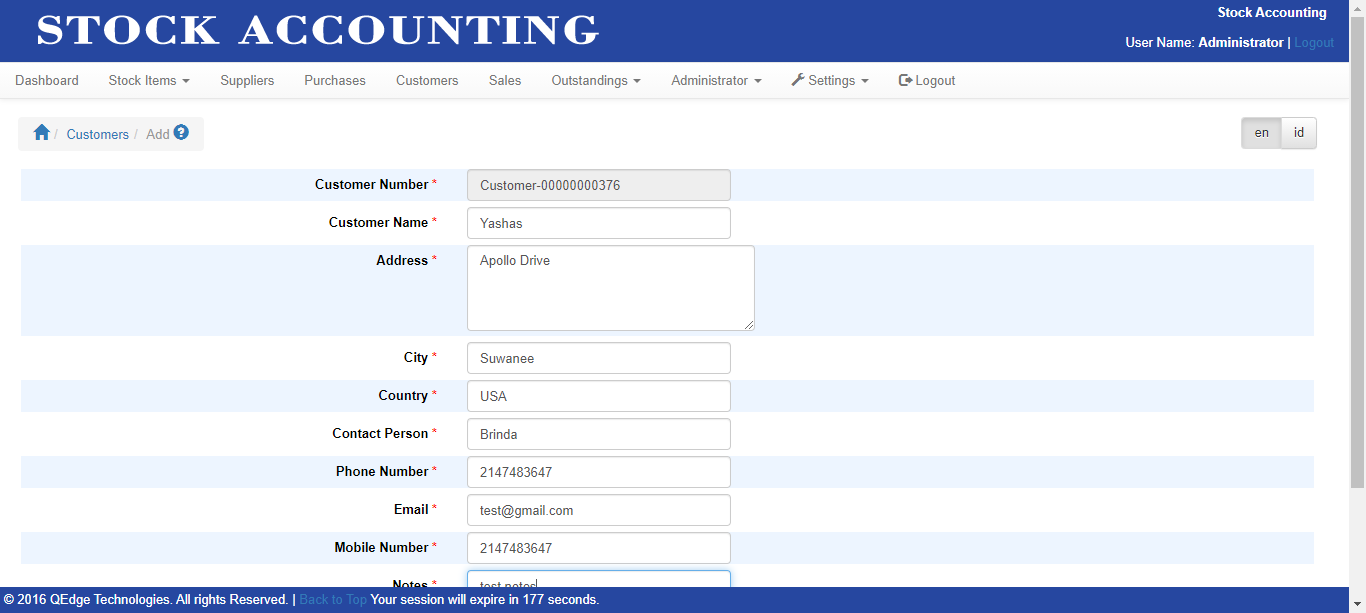 STOCK ACCOUNTING
Stock Accounting
User Name: Administrator | Logout
Dashboard Stock Items Suppliers Purchases Customers Sales Outstandings Administrator Settings Logout
/ Customers / Add ?
en id
Customer Number * Customer-00000000376
Customer Name * Yashas
Address * Apollo Drive
City * Suwanee
Country * USA
Contact Person * Brinda
Phone Number * 2147483647
Email * test@gmail.com
Mobile Number * 2147483647
Notes * test notes
© 2016 QEdge Technologies. All rights Reserved. | Back to Top Your session will expire in 177 seconds.